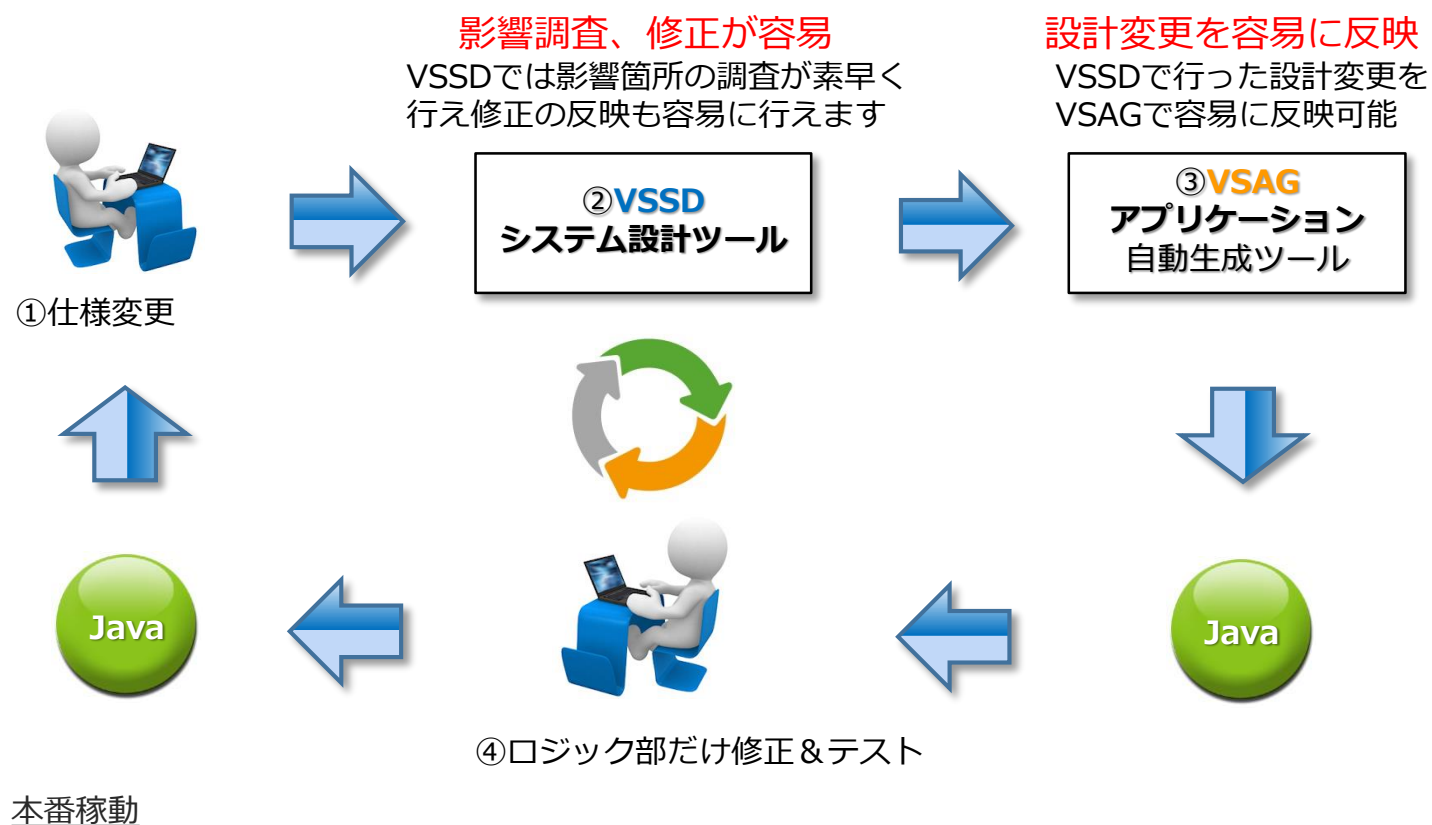 影響調査、修正が容易
VSSDでは影響箇所の調査が素早く
行え修正の反映も容易に行えます
設計変更を容易に反映
VSSDで行った設計変更を
VSAGで容易に反映可能
①仕様変更
②VSSD
システム設計ツール
③VSAG
アプリケーション
自動生成ツール
Java
Java
④ロジック部だけ修正&テスト
本番稼動